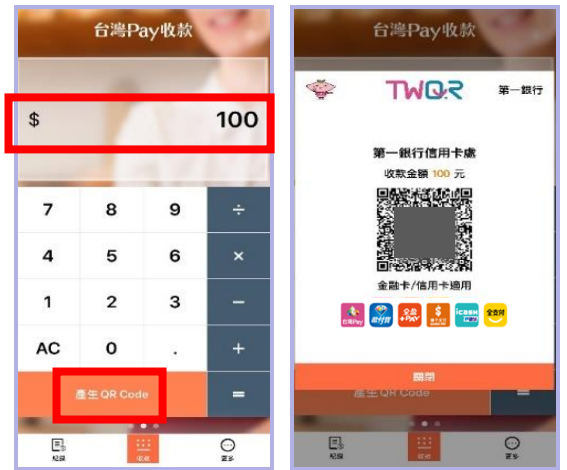 台灣Pay收款
$ 100
7 8 9 ÷
4 5 6 ×
1 2 3 −
AC 0 . +
產生 QR Code =
紀錄 收款 更多
台灣Pay收款
TWQR 第一銀行
第一銀行信用卡處
收款金額 100 元
金融卡/信用卡適用
台灣Pay 全盈+PAY icash 全支付
關閉
產生 QR Code =
紀錄 收款 更多